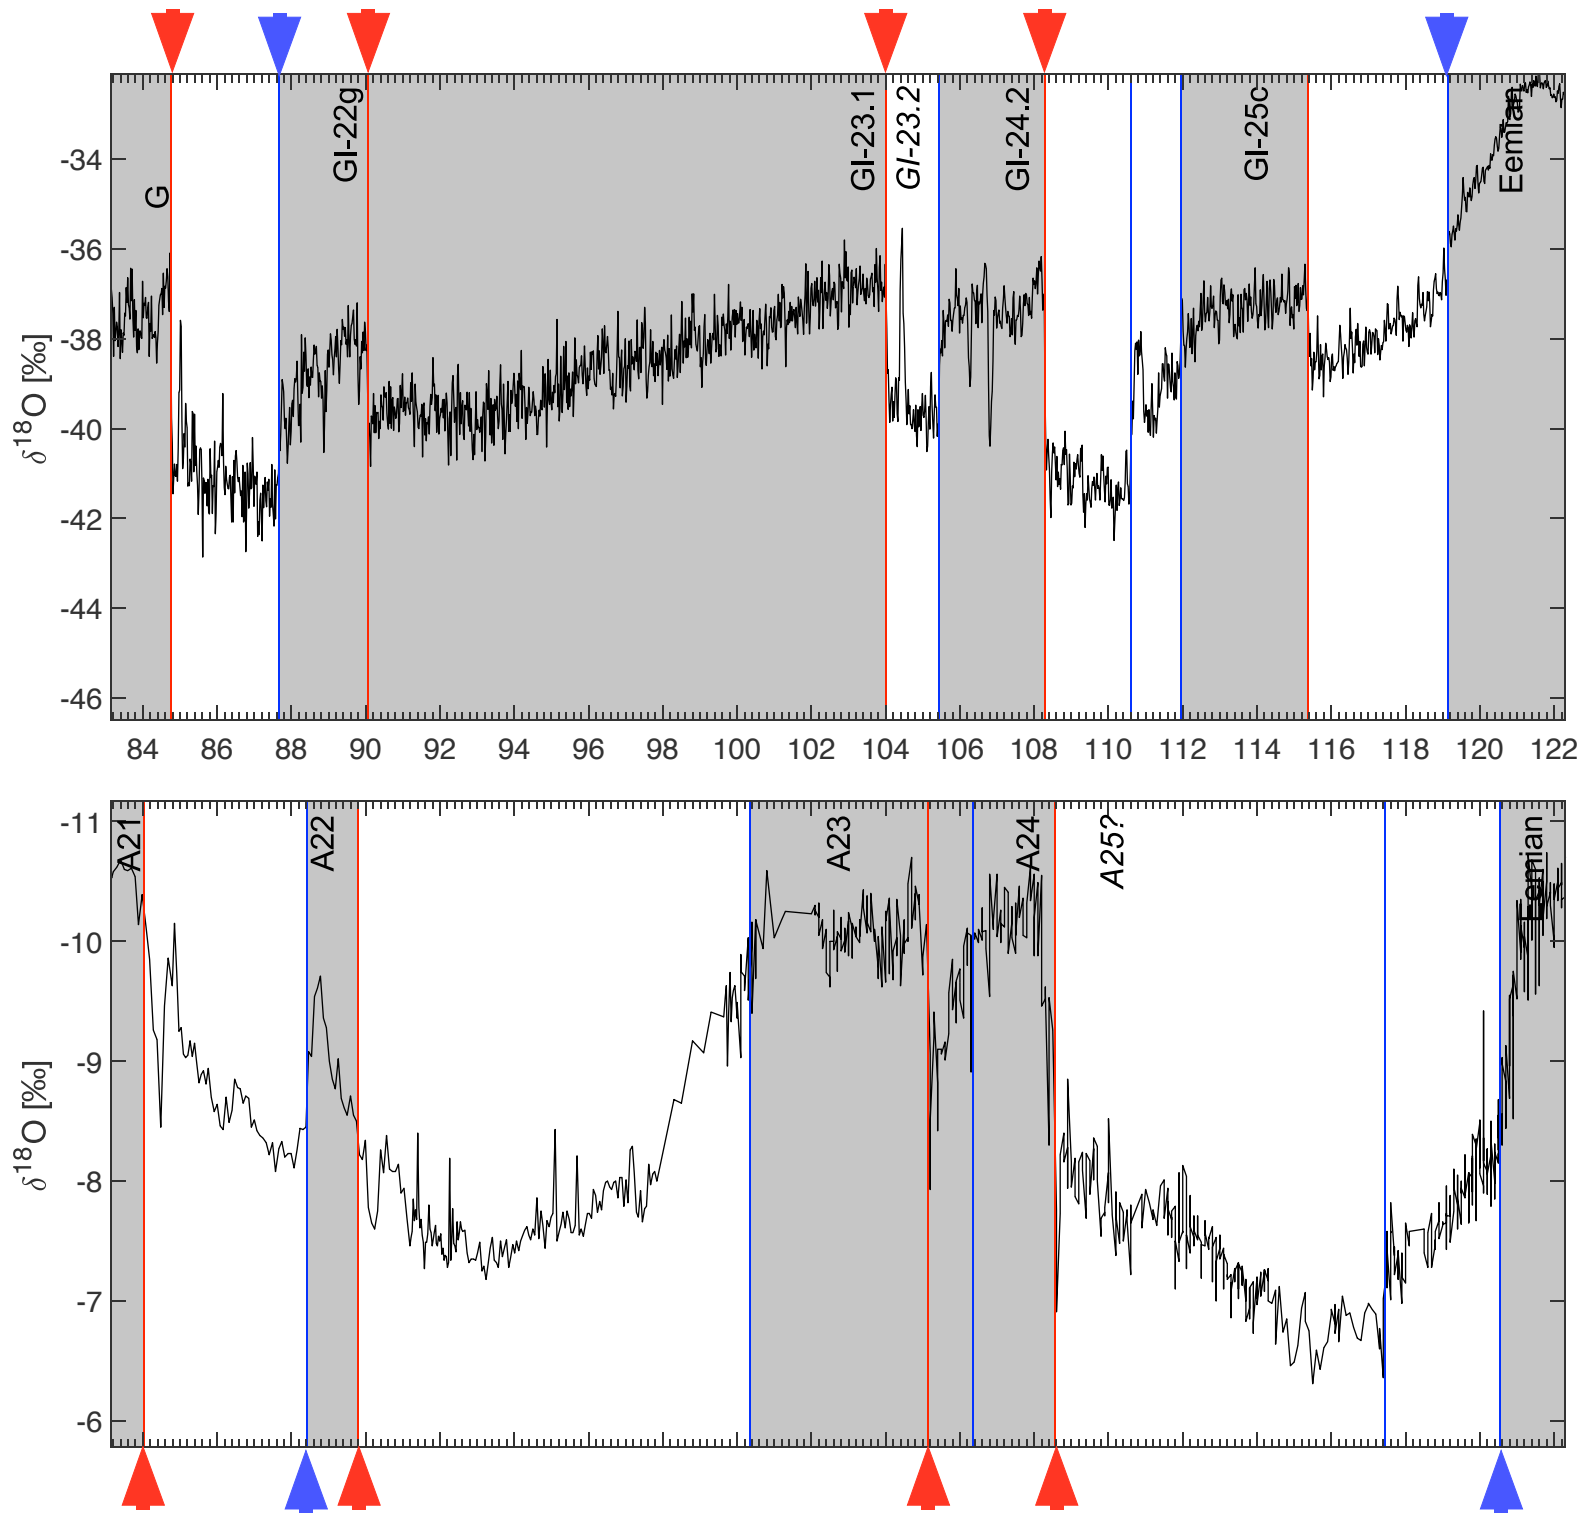 G
GI-22g
GI-23.1
GI-23.2
GI-24.2
GI-25c
Eemian
-34
-36
-38
-40
-42
-44
-46
δ18O [‰]
84 86 88 90 92 94 96 98 100 102 104 106 108 110 112 114 116 118 120 122
A21
A22
A23
A24
A25?
Eemian
-11
-10
-9
-8
-7
-6
δ18O [‰]